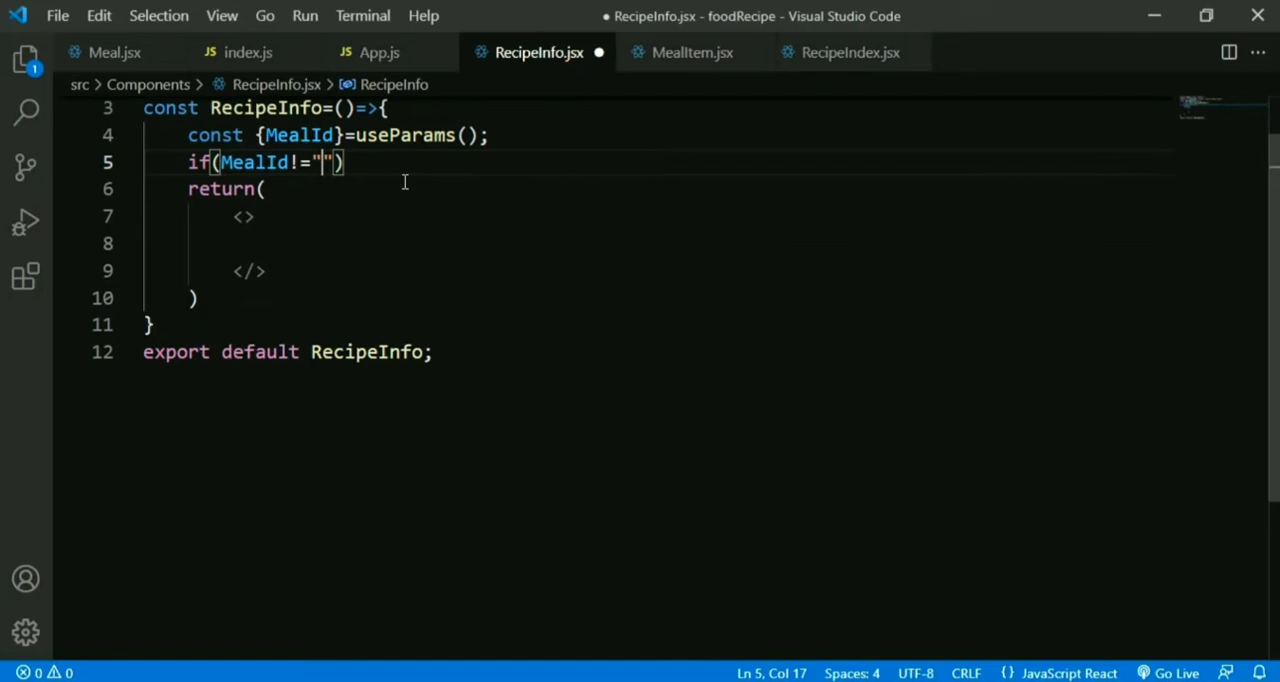 File Edit Selection View Go Run Terminal Help ● RecipeInfo.jsx - foodRecipe - Visual Studio Code
Meal.jsx JS index.js JS App.js RecipeInfo.jsx ● MealItem.jsx RecipeIndex.jsx
src > Components > RecipeInfo.jsx > RecipeInfo
1
3 const RecipeInfo=()=>{
4 const {MealId}=useParams();
5 if(MealId!="")
6 return(
7 <>
8
9 </>
10 )
11 }
12 export default RecipeInfo;
0 0 Ln 5, Col 17 Spaces: 4 UTF-8 CRLF {} JavaScript React Go Live